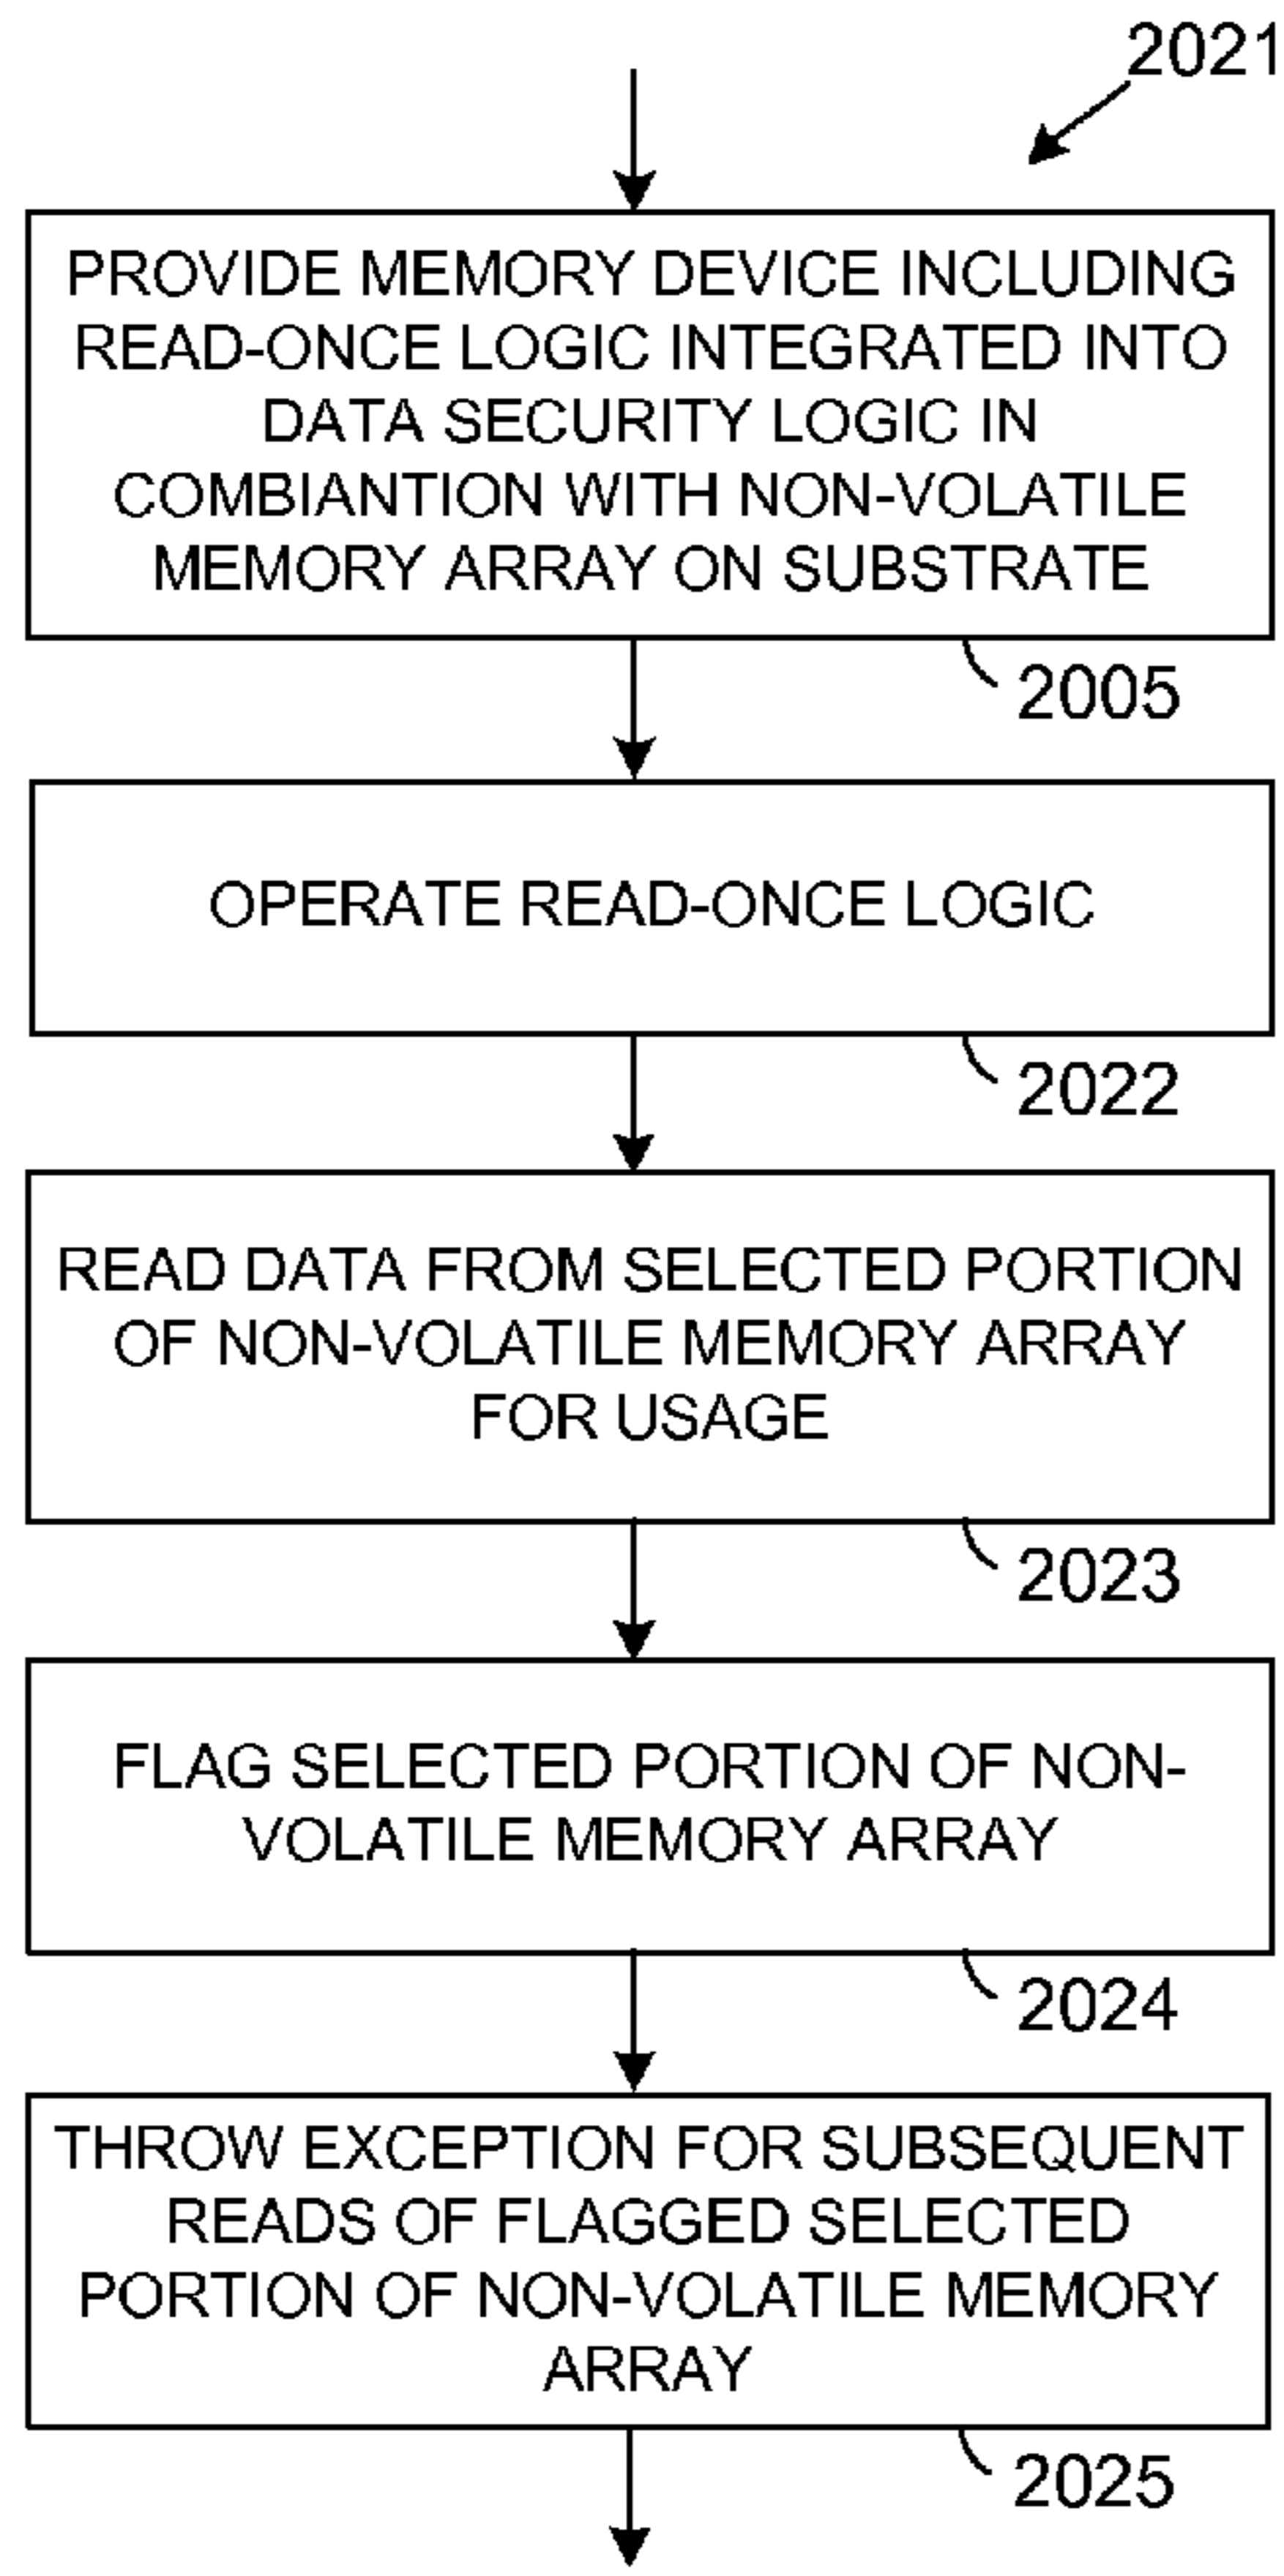 2021
PROVIDE MEMORY DEVICE INCLUDING
READ-ONCE LOGIC INTEGRATED INTO
DATA SECURITY LOGIC IN
COMBIANTION WITH NON-VOLATILE
MEMORY ARRAY ON SUBSTRATE
2005
OPERATE READ-ONCE LOGIC
2022
READ DATA FROM SELECTED PORTION
OF NON-VOLATILE MEMORY ARRAY
FOR USAGE
2023
FLAG SELECTED PORTION OF NON-
VOLATILE MEMORY ARRAY
2024
THROW EXCEPTION FOR SUBSEQUENT
READS OF FLAGGED SELECTED
PORTION OF NON-VOLATILE MEMORY
ARRAY
2025